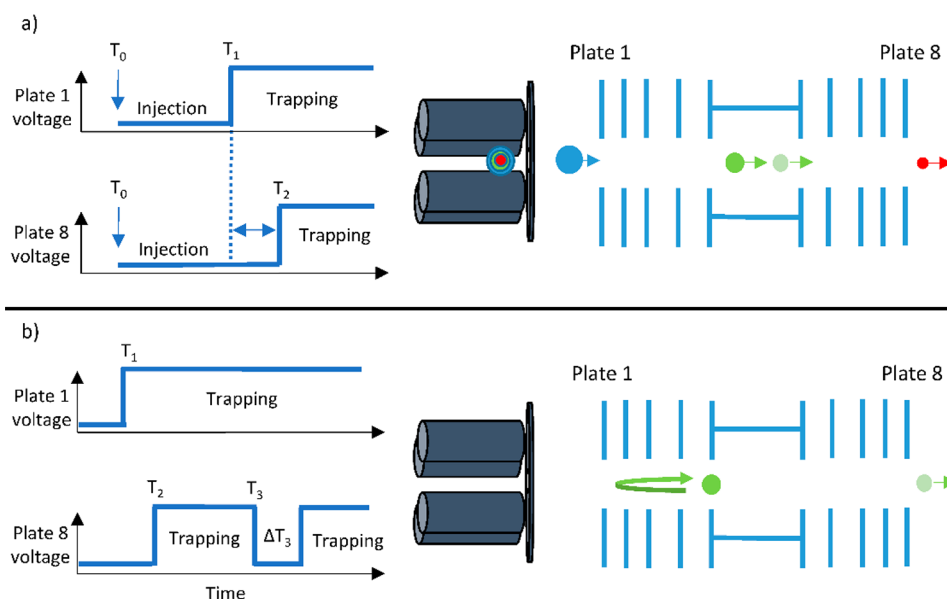 a)
T0
T1
Plate 1
voltage
Injection
Trapping
T0
T2
Plate 8
voltage
Injection
Trapping
Plate 1
Plate 8
b)
T1
Plate 1
voltage
Trapping
T2
T3
Plate 8
voltage
Trapping
ΔT3
Trapping
Time
Plate 1
Plate 8